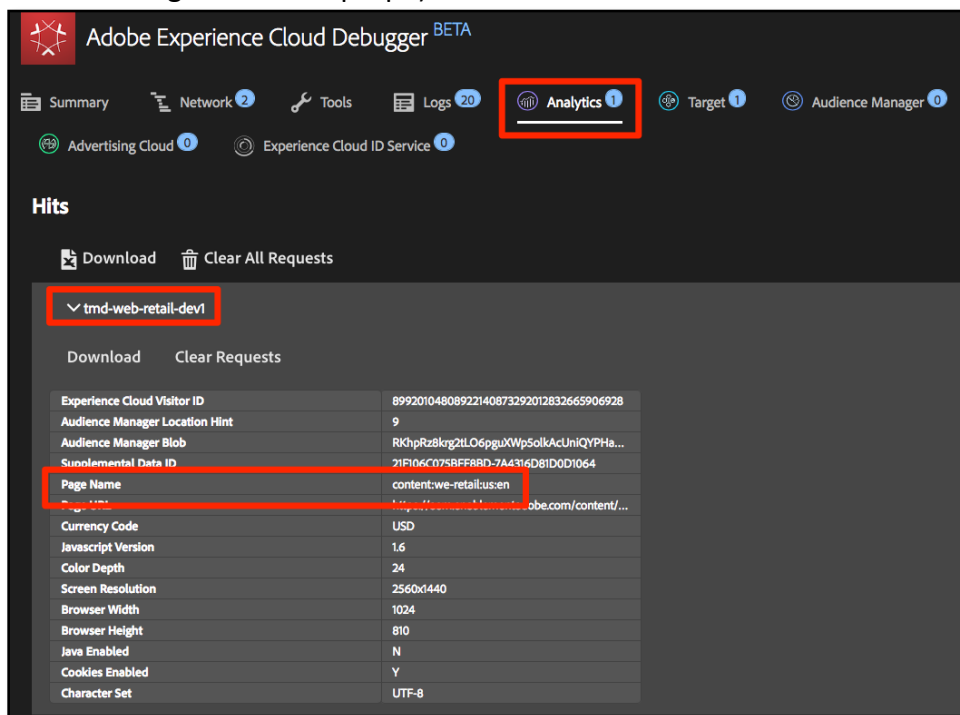 Adobe Experience Cloud Debugger BETA
Summary Network 2 Tools Logs 20 Analytics 1 Target 1 Audience Manager 0
Advertising Cloud 0 Experience Cloud ID Service 0
Hits
Download Clear All Requests
tmd-web-retail-dev1
Download Clear Requests
Experience Cloud Visitor ID 89920104808922140873292012832665906928
Audience Manager Location Hint 9
Audience Manager Blob RKhpRz8krg2tLO6pguXWp5olkAcUniQYPHa...
Supplemental Data ID 21F106C075BFF8BD-7A4316D81D0D1064
Page Name content:we-retail:us:en
Page URL
Currency Code USD
Javascript Version 1.6
Color Depth 24
Screen Resolution 2560x1440
Browser Width 1024
Browser Height 810
Java Enabled N
Cookies Enabled Y
Character Set UTF-8